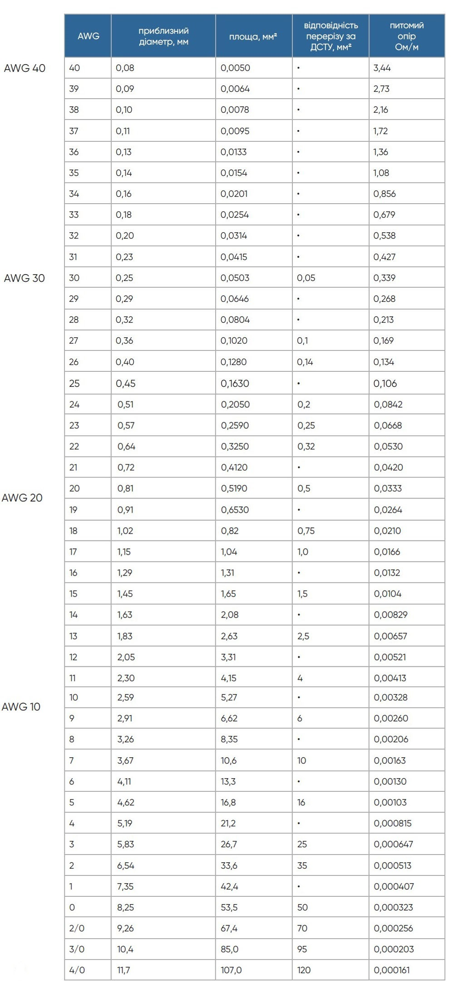 AWG
приблизний
діаметр, мм
площа, мм²
відповідність
перерізу за
ДСТУ, мм²
питомий
опір
Ом/м
AWG 40
40 0,08 0,0050 • 3,44
39 0,09 0,0064 • 2,73
38 0,10 0,0078 • 2,16
37 0,11 0,0095 • 1,72
36 0,13 0,0133 • 1,36
35 0,14 0,0154 • 1,08
34 0,16 0,0201 • 0,856
33 0,18 0,0254 • 0,679
32 0,20 0,0314 • 0,538
31 0,23 0,0415 • 0,427
AWG 30
30 0,25 0,0503 0,05 0,339
29 0,29 0,0646 • 0,268
28 0,32 0,0804 • 0,213
27 0,36 0,1020 0,1 0,169
26 0,40 0,1280 0,14 0,134
25 0,45 0,1630 • 0,106
24 0,51 0,2050 0,2 0,0842
23 0,57 0,2590 0,25 0,0668
22 0,64 0,3250 0,32 0,0530
21 0,72 0,4120 • 0,0420
20 0,81 0,5190 0,5 0,0333
AWG 20
19 0,91 0,6530 • 0,0264
18 1,02 0,82 0,75 0,0210
17 1,15 1,04 1,0 0,0166
16 1,29 1,31 • 0,0132
15 1,45 1,65 1,5 0,0104
14 1,63 2,08 • 0,00829
13 1,83 2,63 2,5 0,00657
12 2,05 3,31 • 0,00521
11 2,30 4,15 4 0,00413
10 2,59 5,27 • 0,00328
AWG 10
9 2,91 6,62 6 0,00260
8 3,26 8,35 • 0,00206
7 3,67 10,6 10 0,00163
6 4,11 13,3 • 0,00130
5 4,62 16,8 16 0,00103
4 5,19 21,2 • 0,000815
3 5,83 26,7 25 0,000647
2 6,54 33,6 35 0,000513
1 7,35 42,4 • 0,000407
0 8,25 53,5 50 0,000323
2/0 9,26 67,4 70 0,000256
3/0 10,4 85,0 95 0,000203
4/0 11,7 107,0 120 0,000161